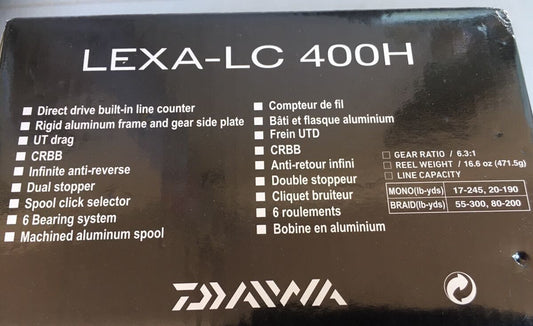 LEXA-LC 400H
Direct drive built-in line counter
Rigid aluminum frame and gear side plate
UT drag
CRBB
Infinite anti-reverse
Dual stopper
Spool click selector
6 Bearing system
Machined aluminum spool
Compteur de fil
Bâti et flasque aluminium
Frein UTD
CRBB
Anti-retour infini
Double stoppeur
Cliquet bruiteur
6 roulements
Bobine en aluminium
GEAR RATIO / 6.3:1
REEL WEIGHT / 16.6 oz (471.5g)
LINE CAPACITY
MONO(lb-yds) 17-245, 20-190
BRAID(lb-yds) 55-300, 80-200
DAIWA